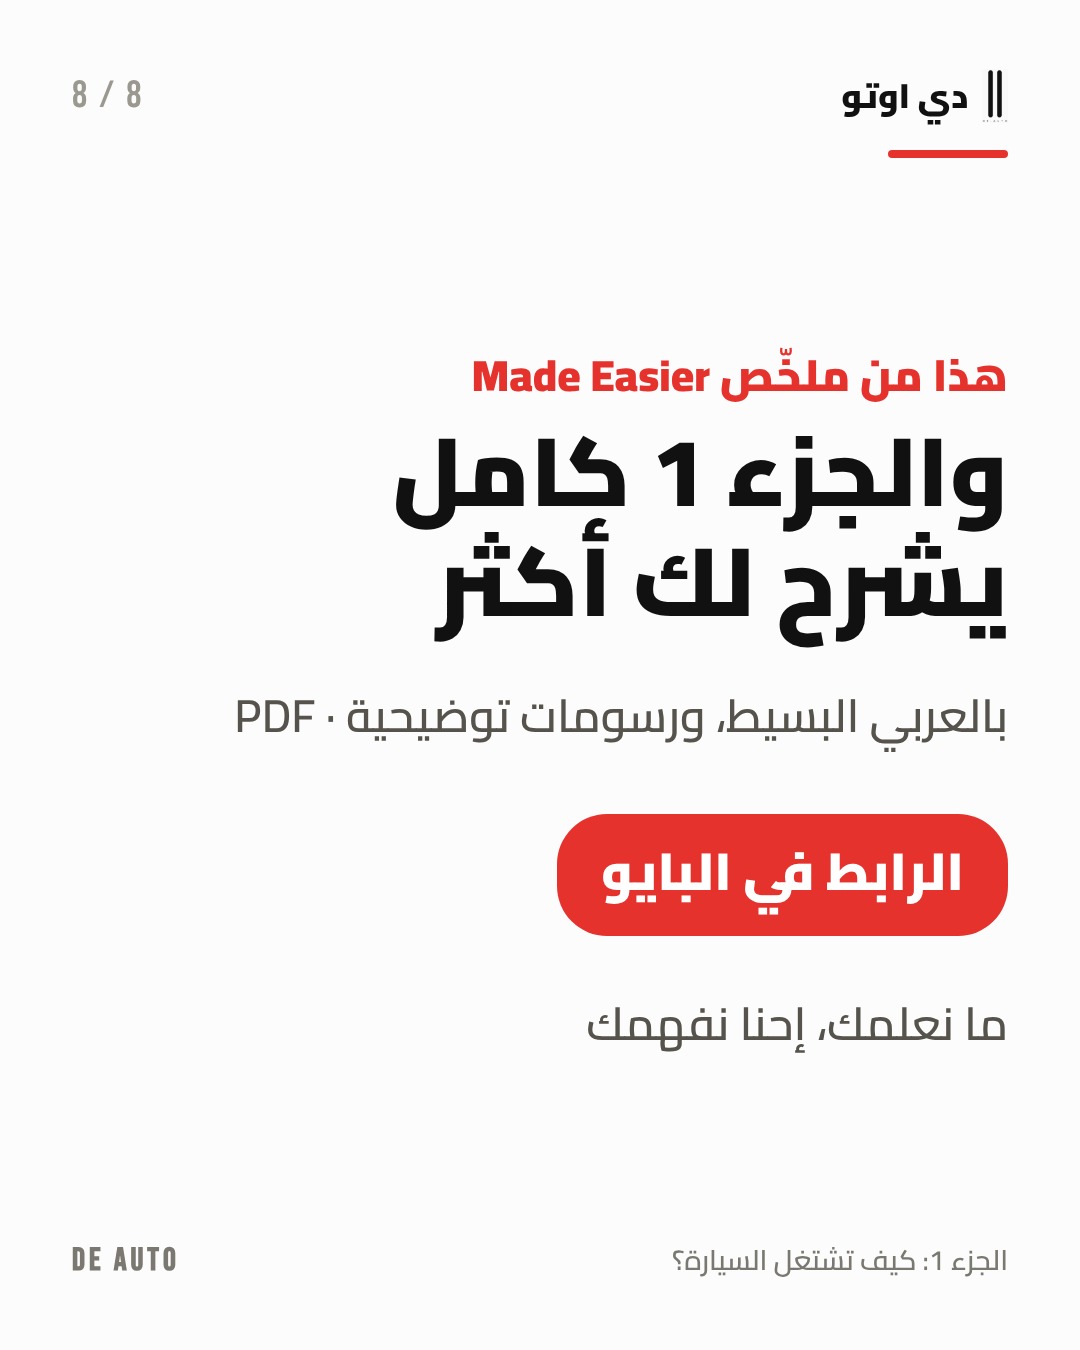 دي اوتو
8 / 8
هذا من ملخّص Made Easier
والجزء 1 كامل
يشرح لك أكثر
بالعربي البسيط، ورسومات توضيحية · PDF
الرابط في البايو
ما نعلمك، إحنا نفهمك
الجزء 1: كيف تشتغل السيارة؟
DE AUTO